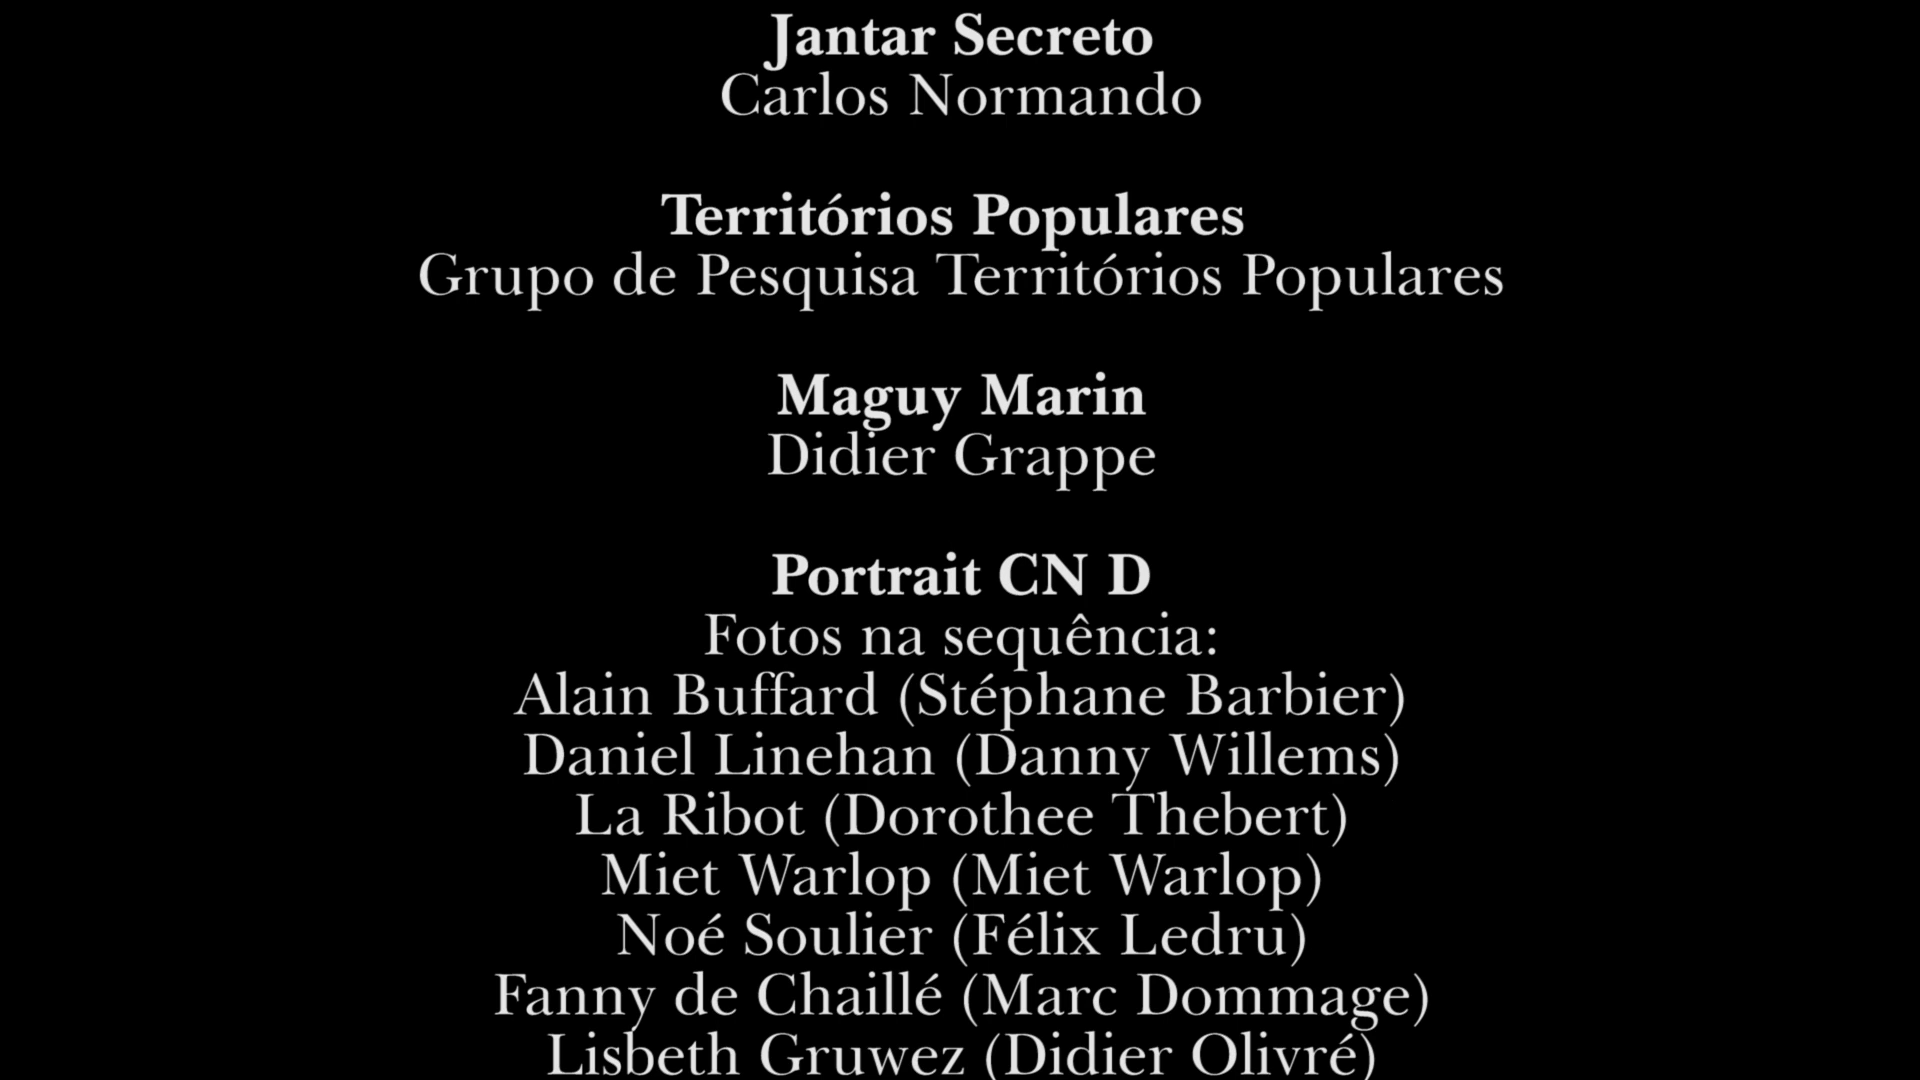 Jantar Secreto
Carlos Normando
Territórios Populares
Grupo de Pesquisa Territórios Populares
Maguy Marin
Didier Grappe
Portrait CN D
Fotos na sequência:
Alain Buffard (Stéphane Barbier)
Daniel Linehan (Danny Willems)
La Ribot (Dorothee Thebert)
Miet Warlop (Miet Warlop)
Noé Soulier (Félix Ledru)
Fanny de Chaillé (Marc Dommage)
Lisbeth Gruwez (Didier Olivré)